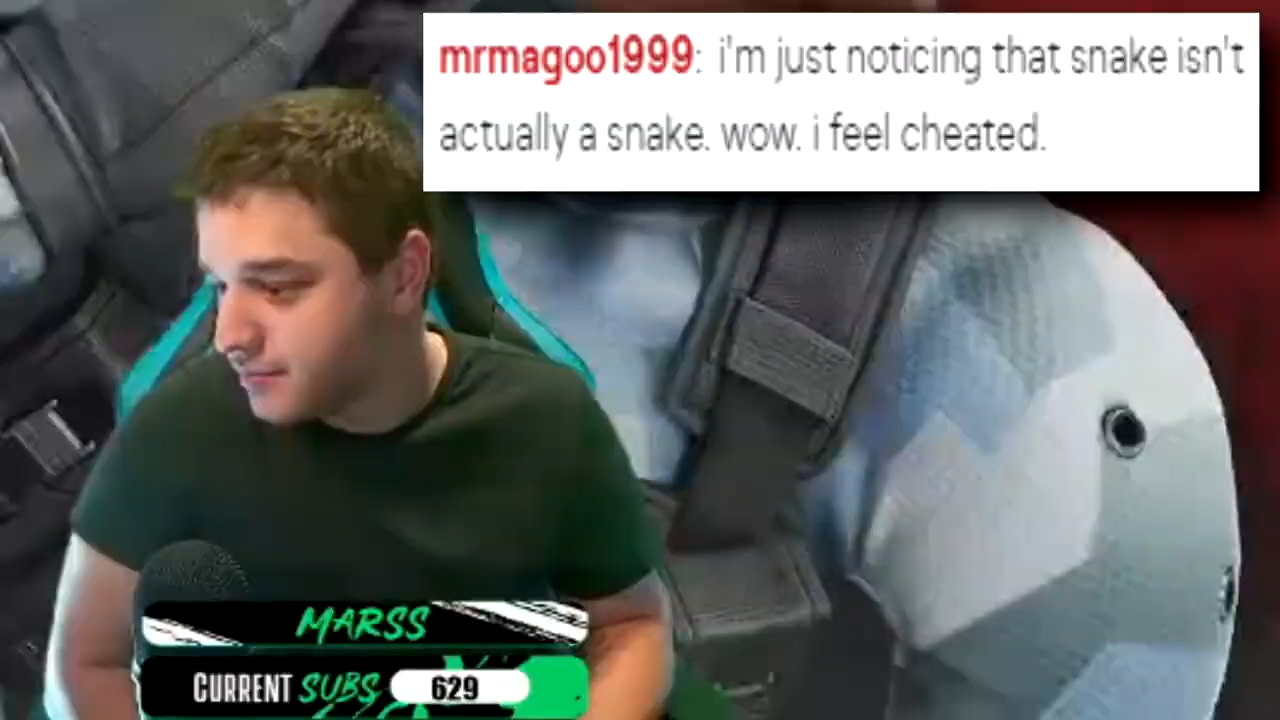 mrmagoo1999: i'm just noticing that snake isn't
actually a snake. wow. i feel cheated.
MARSS
CURRENT SUBS 629